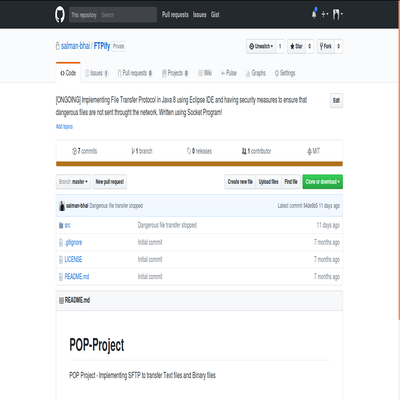 This repository Search Pull requests Issues Gist
salman-bhai / FTPify Private Unwatch 1 Star 0 Fork 0
Code Issues 1 Pull requests 0 Projects 0 Wiki Pulse Graphs Settings
[ONGOING] Implementing File Transfer Protocol in Java 8 using Eclipse IDE and having security measures to ensure that Edit
dangerous files are not sent throught the network. Written using Socket Program!
Add topics
7 commits 1 branch 0 releases 1 contributor MIT
Branch: master New pull request Create new file Upload files Find file Clone or download
salman-bhai Dangerous file transfer stopped Latest commit 94de9b5 11 days ago
src Dangerous file transfer stopped 11 days ago
.gitignore Initial commit 7 months ago
LICENSE Initial commit 7 months ago
README.md Initial commit 7 months ago
README.md
POP-Project
POP Project - Implementing SFTP to transfer Text files and Binary files